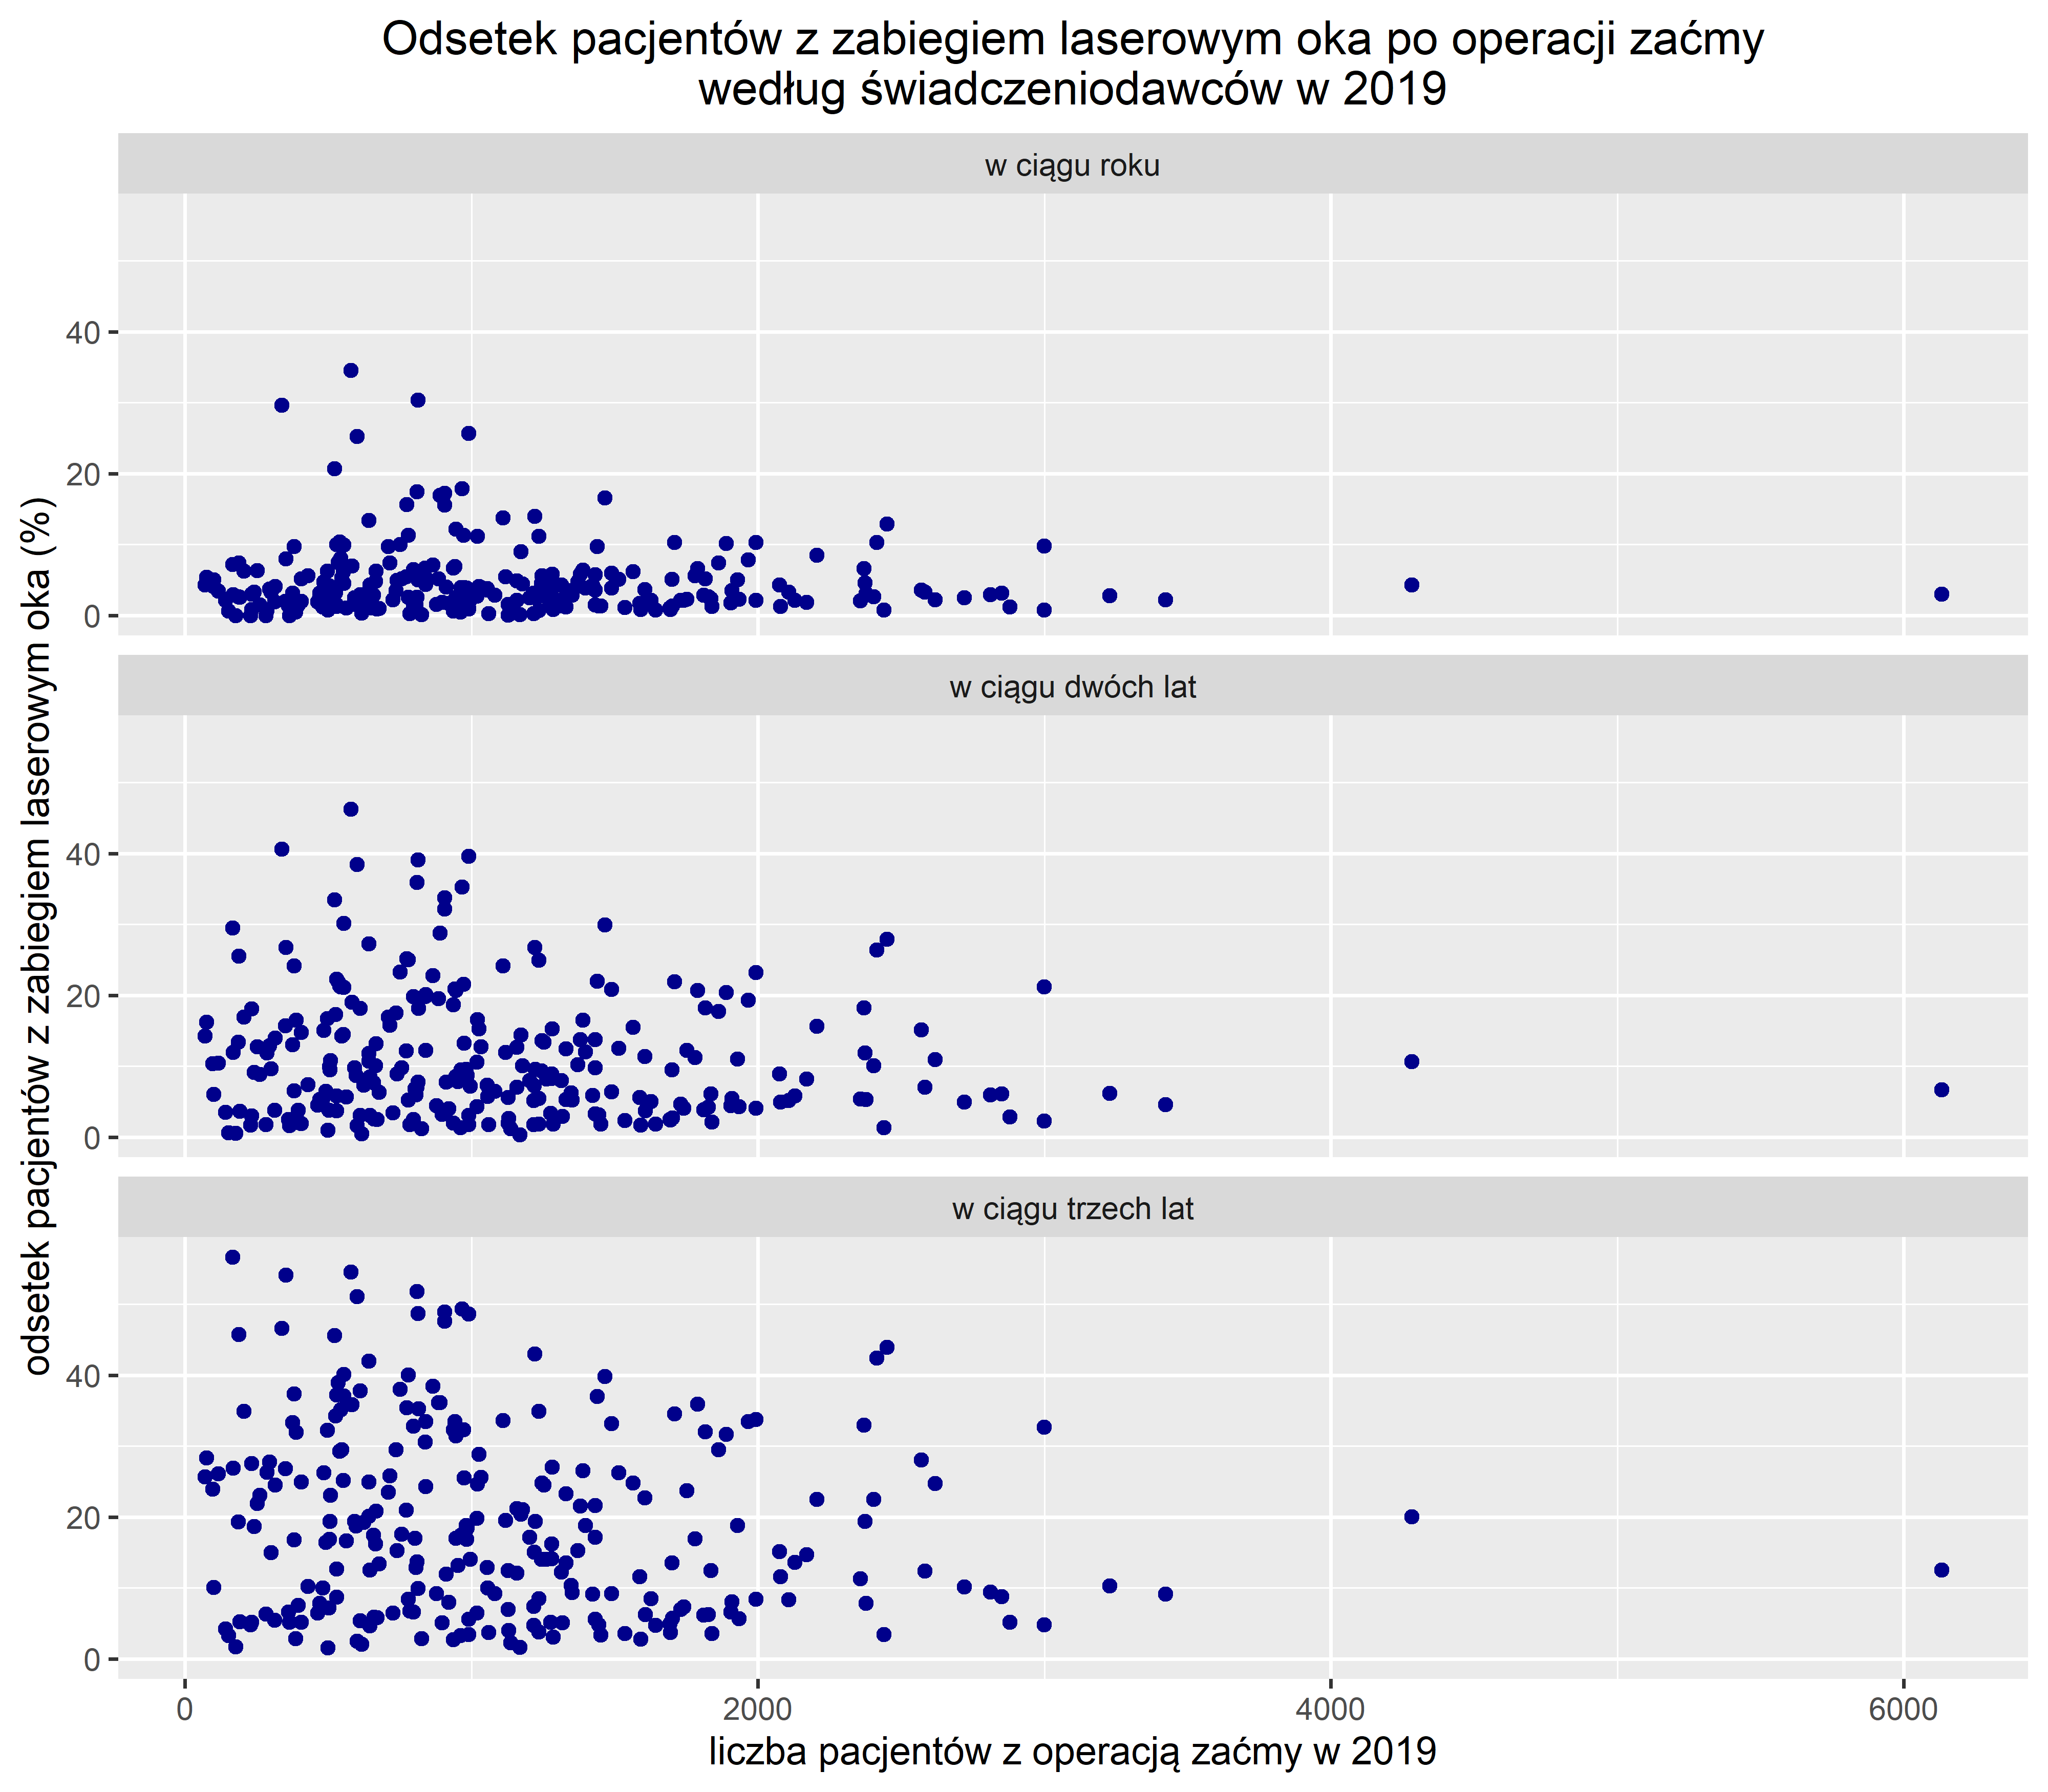 Odsetek pacjentów z zabiegiem laserowym oka po operacji zaćmy
według świadczeniodawców w 2019
odsetek pacjentów z zabiegiem laserowym oka (%)
w ciągu roku
40
20
0
w ciągu dwóch lat
40
20
0
w ciągu trzech lat
40
20
0
0 2000 4000 6000
liczba pacjentów z operacją zaćmy w 2019